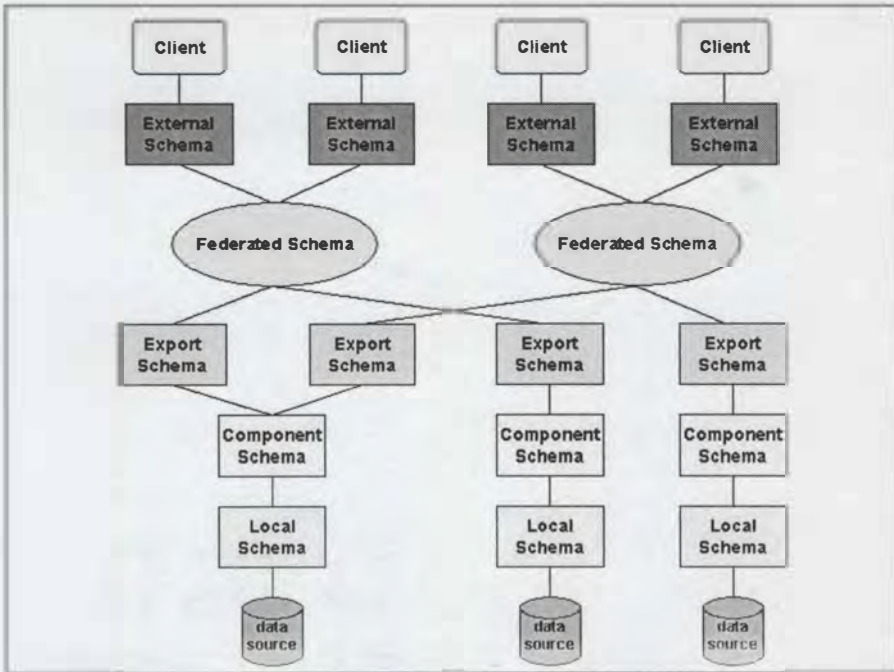 Client
Client
Client
Client
External
Schema
External
Schema
External
Schema
External
Schema
Federated Schema
Federated Schema
Export
Schema
Export
Schema
Export
Schema
Export
Schema
Component
Schema
Component
Schema
Component
Schema
Local
Schema
Local
Schema
Local
Schema
data
source
data
source
data
source